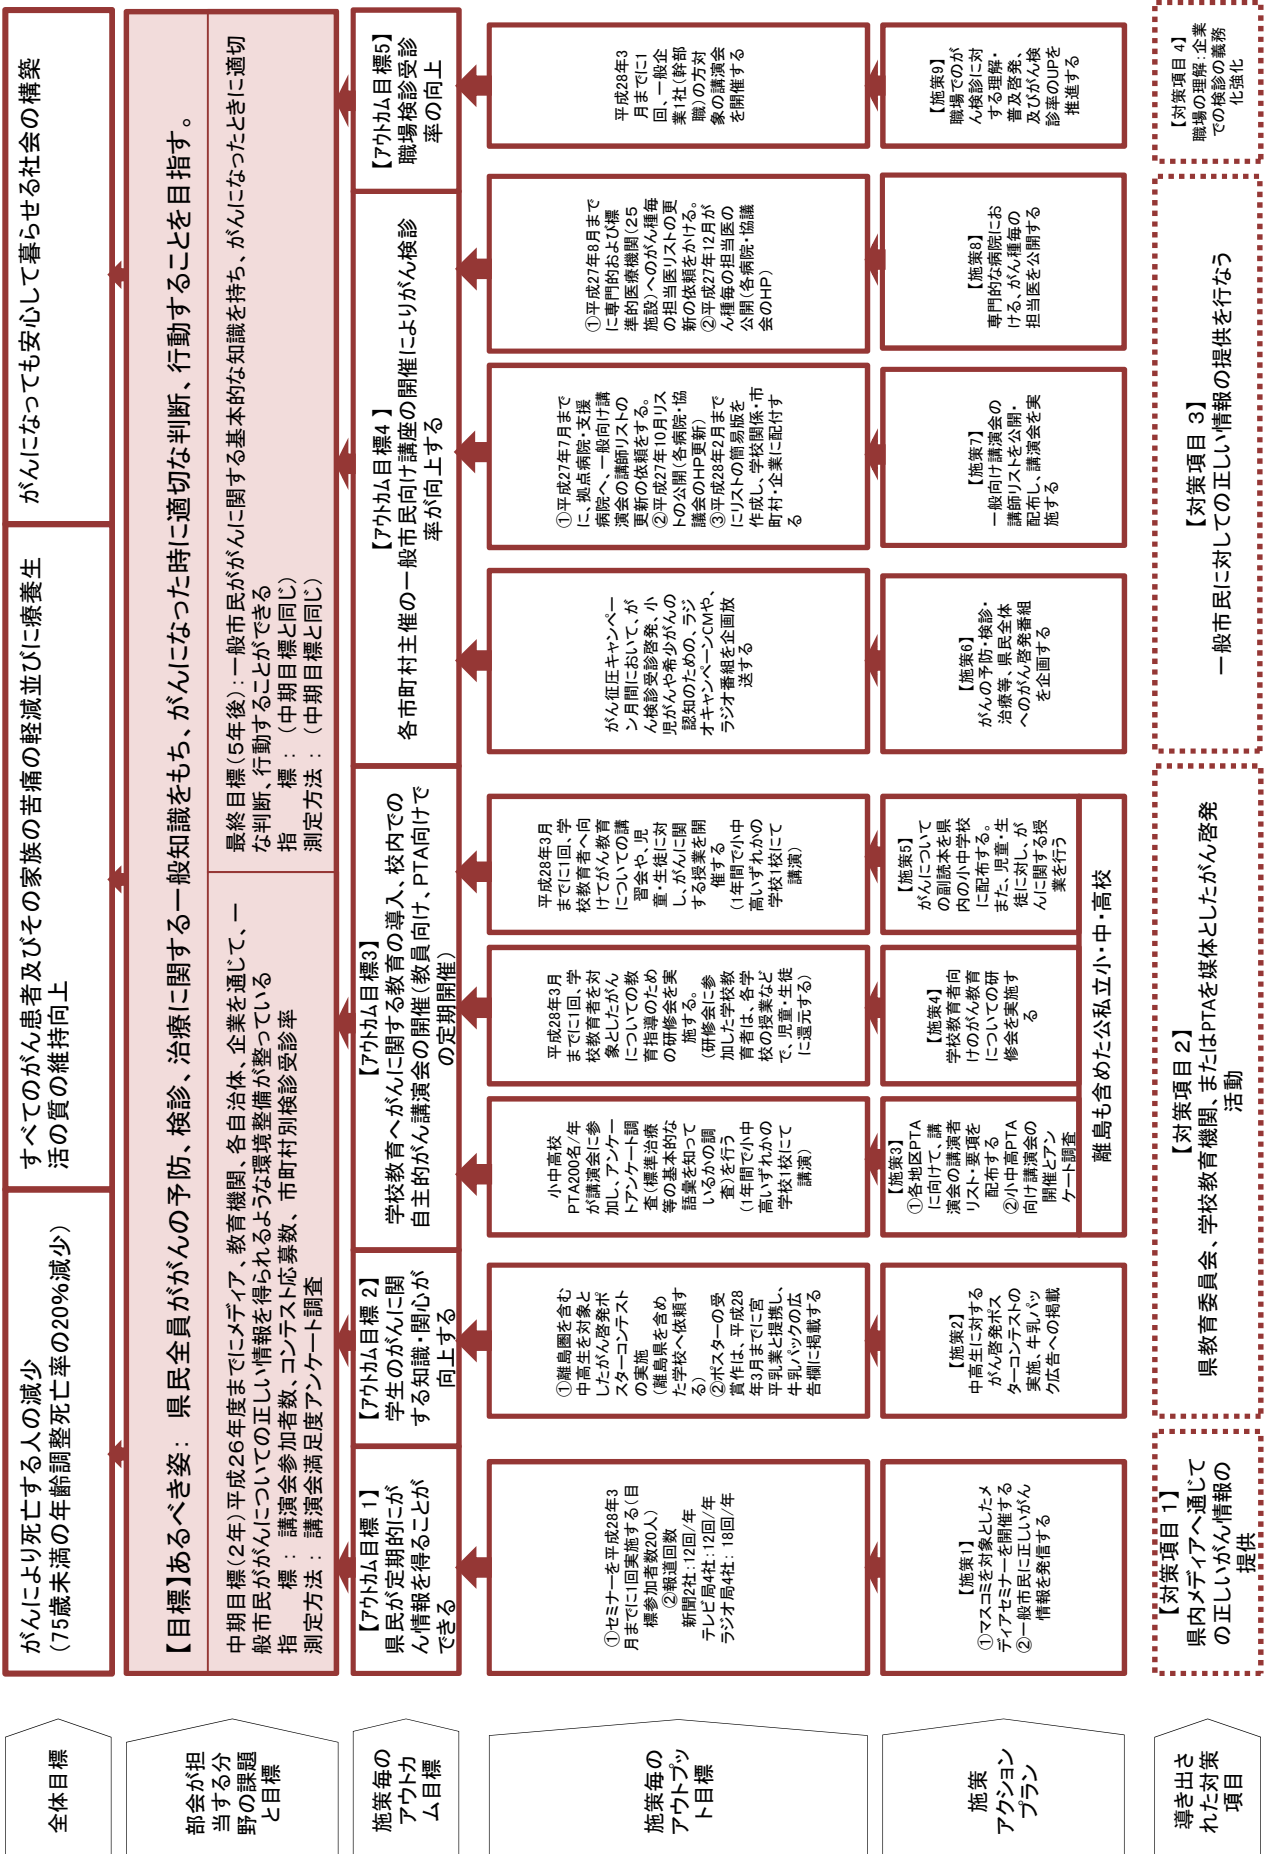 全体目標
がんにより死亡する人の減少
(75歳未満の年齢調整死亡率の20%減少)
すべてのがん患者及びその家族の苦痛の軽減並びに療養生
活の質の維持向上
がんになっても安心して暮らせる社会の構築
部会が担
当する分
野の課題
と目標
【目標】あるべき姿： 県民全員ががんの予防、検診、治療に関する一般知識をもち、がんになった時に適切な判断、行動することを目指す。
中期目標(2年)平成26年度までにメディア、教育機関、各自治体、企業を通じて、一
般市民ががんについての正しい情報を得られるような環境整備が整っている
指　　標： 講演会参加者数、コンテスト応募数、市町村別検診受診率
測定方法： 講演会満足度アンケート調査
最終目標(5年後):一般市民ががんに関する基本的な知識を持ち、がんになったときに適切
な判断、行動することができる
指　　標：(中期目標と同じ)
測定方法：(中期目標と同じ)
施策毎の
アウトカ
ム目標
【アウトカム目標 1】
県民が定期的にが
ん情報を得ることが
できる
【アウトカム目標 2】
学生のがんに関
する知識・関心が
向上する
【アウトカム目標3】
学校教育へがんに関する教育の導入、校内での
自主的がん講演会の開催(教員向け、PTA向けで
の定期開催)
【アウトカム目標4 】
各市町村主催の一般市民向け講座の開催によりがん検診
率が向上する
【アウトカム目標5】
職場検診受診
率の向上
施策毎の
アウトプッ
ト目標
①セミナーを平成28年3
月までに1回実施する(目
標参加者数20人)
②報道回数
新聞2社:12回/年
テレビ局4社:12回/年
ラジオ局4社: 18回/年
①離島圏を含む
中高生を対象と
したがん啓発ポ
スターコンテスト
の実施
(離島県を含め
た学校へ依頼す
る)
②ポスターの受
賞作は、平成28
年3月までに宮
平乳業と提携し、
牛乳パックの広
告欄に掲載する
小中高校
PTA200名/年
が講演会に参
加し、アンケー
トアンケート調
査(標準治療
等の基本的な
語彙を知って
いるかの調
査)を行う
(1年間で小中
高いずれかの
学校1校にて
講演)
平成28年3月
までに1回、学
校教育者を対
象としたがん
についての教
育指導のため
の研修会を実
施する。
(研修会に参
加した学校教
育者は、各学
校の授業など
で、児童・生徒
に還元する)
平成28年3月
までに1回、学
校教育者へ向
けてがん教育
についての講
習会や、児
童・生徒に対
し、がんに関
する授業を開
催する
(1年間で小中
高いずれかの
学校1校にて
講演)
がん征圧キャンペー
ン月間において、が
ん検診受診啓発、小
児がんや希少がんの
認知のための、ラジ
オキャンペーンCMや、
ラジオ番組を企画放
送する
①平成27年7月まで
に、拠点病院・支援
病院へ、一般向け講
演会の講師リストの
更新の依頼をする。
②平成27年10月リス
トの公開(各病院・協
議会のHP更新)
③平成28年2月まで
にリストの簡易版を
作成し、学校関係・市
町村・企業に配付す
る
①平成27年8月まで
に専門的および標
準的医療機関(25
施設)へのがん種毎
の担当医リストの更
新の依頼をかける。
②平成27年12月が
ん種毎の担当医の
公開(各病院・協議
会のHP)
平成28年3
月までに1
回、一般企
業1社(幹部
職)の方対
象の講演会
を開催する
施策
アクション
プラン
【施策1】
①マスコミを対象としたメ
ディアセミナーを開催する
②一般市民に正しいがん
情報を発信する
【施策2】
中高生に対する
がん啓発ポス
ターコンテストの
実施、牛乳パッ
ク広告への掲載
【施策3】
①各地区PTA
に向けて、講
演会の講演者
リスト・要項を
配布する
②小中高PTA
向け講演会の
開催とアン
ケート調査
【施策4】
学校教育者向
けのがん教育
についての研
修会を実施す
る
【施策5】
がんについて
の副読本を県
内の小中学校
に配布する。
また、児童・生
徒に対し、が
んに関する授
業を行う
離島も含めた公私立小・中・高校
【施策6】
がんの予防・検診・
治療等、県民全体
へのがん啓発番組
を企画する
【施策7】
一般向け講演会の
講師リストを公開・
配布し、講演会を実
施する
【施策8】
専門的な病院にお
ける、がん種毎の
担当医を公開する
【施策9】
職場でのが
ん検診に対
する理解・
普及啓発、
及びがん検
診率のUPを
推進する
導き出さ
れた対策
項目
【対策項目 1】
県内メディアへ通じて
の正しいがん情報の
提供
【対策項目 2】
県教育委員会、学校教育機関、またはPTAを媒体としたがん啓発
活動
【対策項目 3】
一般市民に対しての正しい情報の提供を行なう
【対策項目 4】
職場の理解:企業
での検診の義務
化強化